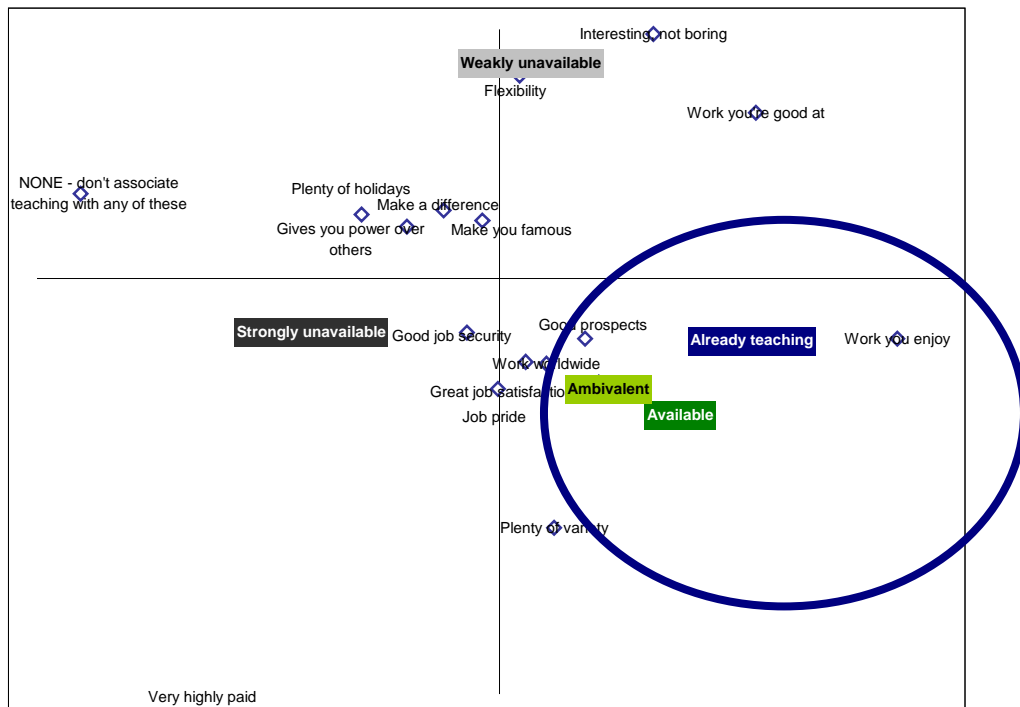 Interesting, not boring
Weakly unavailable
Flexibility
Work you're good at
NONE - don't associate
teaching with any of these
Plenty of holidays
Make a difference
Gives you power over
others
Make you famous
Strongly unavailable
Good job security
Good prospects
Already teaching
Work you enjoy
Work worldwide
Great job satisfaction
Ambivalent
Job pride
Available
Plenty of variety
Very highly paid